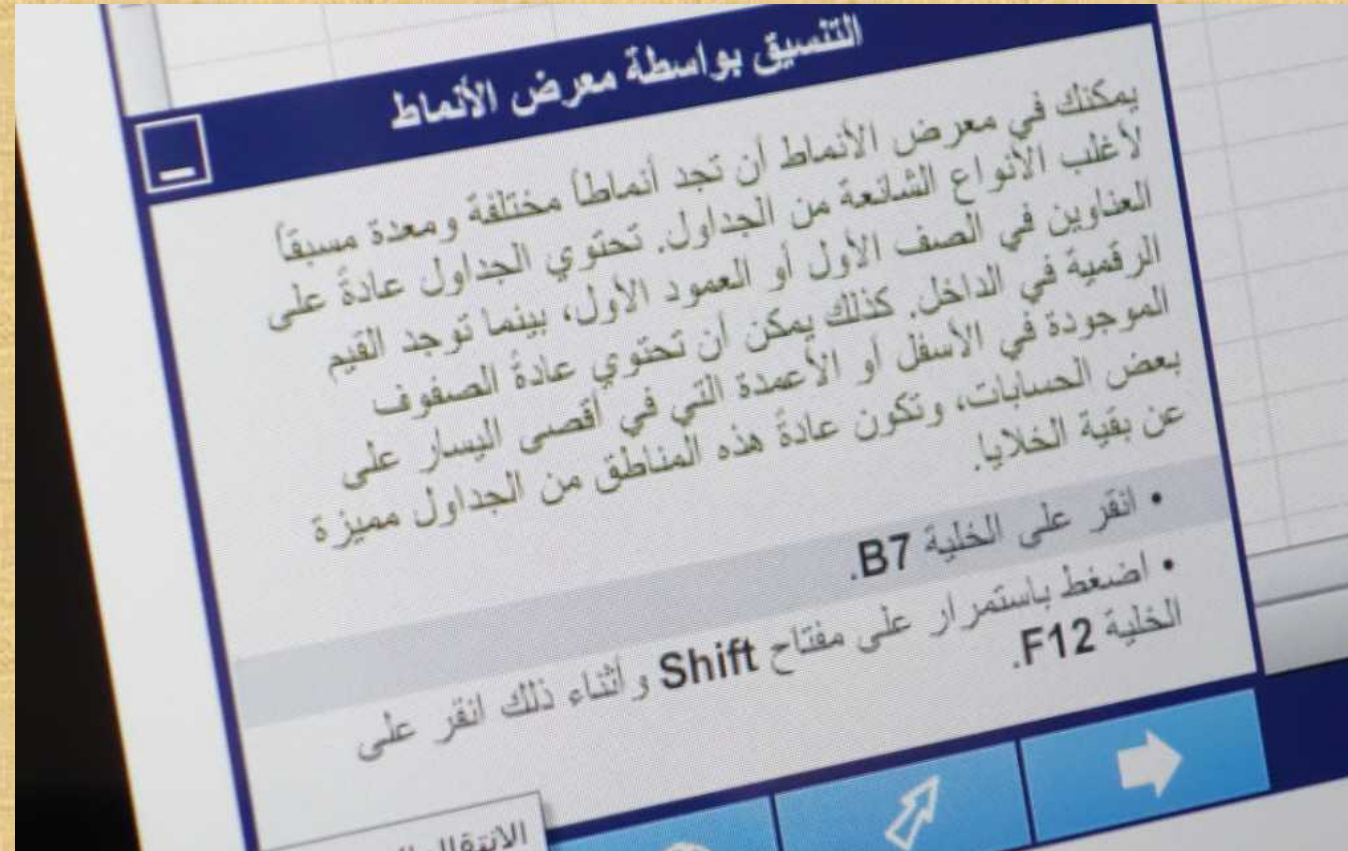 التنسيق بواسطة معرض الأنماط
يمكنك في معرض الأنماط أن تجد أنماطاً مختلفة ومعدة مسبقاً
لأغلب الأنواع الشائعة من الجداول. تحتوي الجداول عادةً على
العناوين في الصف الأول أو العمود الأول، بينما توجد القيم
الرقمية في الداخل. كذلك يمكن أن تحتوي عادةً الصفوف
الموجودة في الأسفل أو الأعمدة التي في أقصى اليسار على
بعض الحسابات، وتكون عادةً هذه المناطق من الجداول مميزة
عن بقية الخلايا.
• انقر على الخلية B7.
• اضغط باستمرار على مفتاح Shift وأثناء ذلك انقر على
الخلية F12.
الانتقال